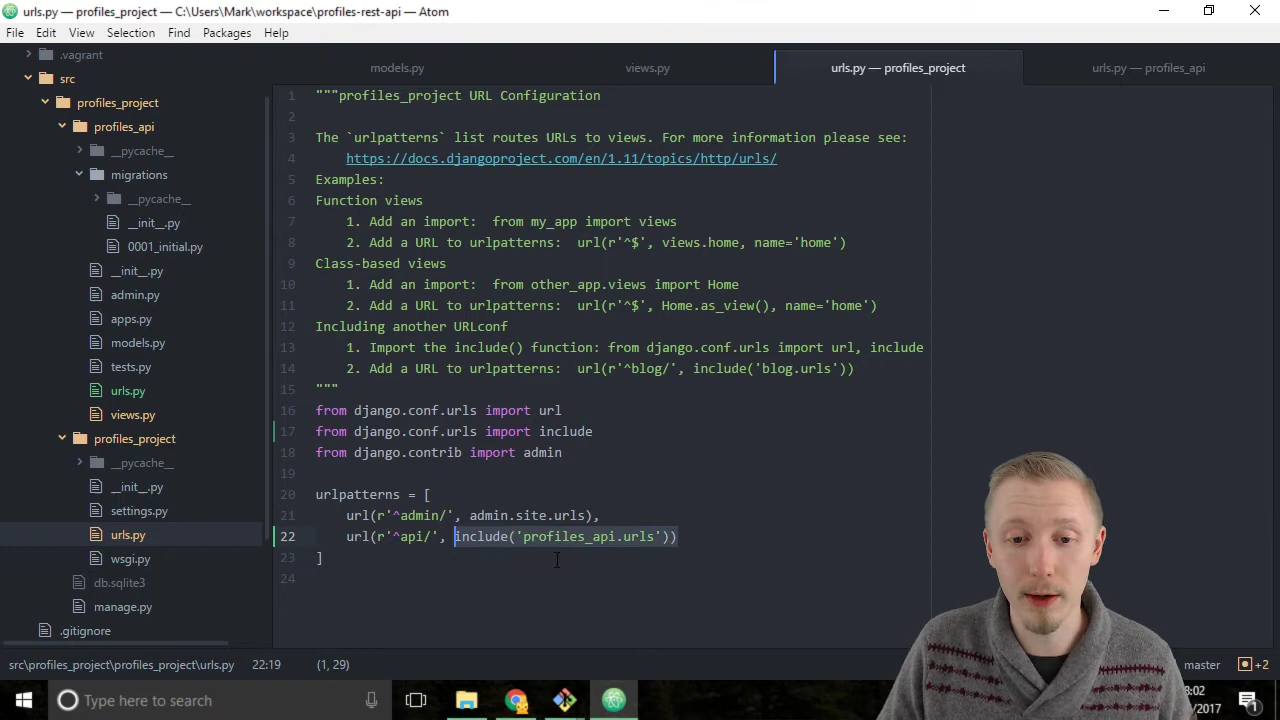 urls.py — profiles_project — C:\Users\Mark\workspace\profiles-rest-api — Atom
File Edit View Selection Find Packages Help
.vagrant
src
profiles_project
profiles_api
__pycache__
migrations
__pycache__
__init__.py
0001_initial.py
__init__.py
admin.py
apps.py
models.py
tests.py
urls.py
views.py
profiles_project
__pycache__
__init__.py
settings.py
urls.py
wsgi.py
db.sqlite3
manage.py
.gitignore
models.py views.py urls.py — profiles_project urls.py — profiles_api
1 """profiles_project URL Configuration
2
3 The `urlpatterns` list routes URLs to views. For more information please see:
4 https://docs.djangoproject.com/en/1.11/topics/http/urls/
5 Examples:
6 Function views
7 1. Add an import:  from my_app import views
8 2. Add a URL to urlpatterns:  url(r'^$', views.home, name='home')
9 Class-based views
10 1. Add an import:  from other_app.views import Home
11 2. Add a URL to urlpatterns:  url(r'^$', Home.as_view(), name='home')
12 Including another URLconf
13 1. Import the include() function: from django.conf.urls import url, include
14 2. Add a URL to urlpatterns:  url(r'^blog/', include('blog.urls'))
15 """
16 from django.conf.urls import url
17 from django.conf.urls import include
18 from django.contrib import admin
19
20 urlpatterns = [
21 url(r'^admin/', admin.site.urls),
22 url(r'^api/', include('profiles_api.urls'))
23 ]
24
src\profiles_project\profiles_project\urls.py 22:19 (1, 29) master +2
Type here to search
8:02
/2017
1